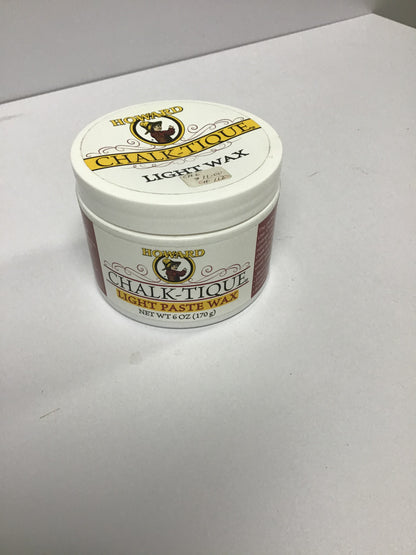 HOWARD
CHALK-TIQUE
LIGHT WAX
HOWARD
CHALK-TIQUE
LIGHT PASTE WAX
NET WT 6 OZ (170 g)